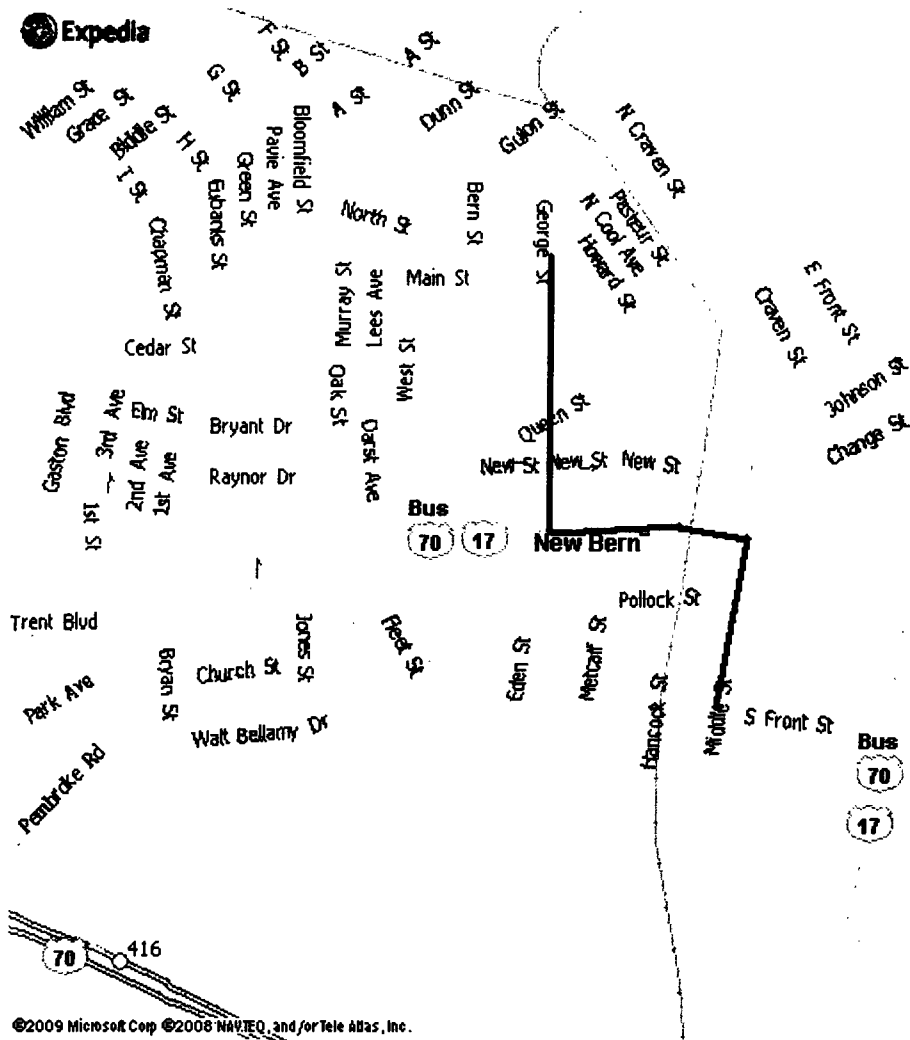 Expedia
F St
B St
A St
G St
William St
Grace St
Biddle St
A St
Dunn St
Guion St
N Craven St
H St
I St
Eubanks St
Green St
Pavie Ave
Bloomfield St
North St
Bern St
George St
Pasteur St
N Cool Ave
Howard St
Chapman St
Main St
Murray St
Lees Ave
West St
E Front St
Craven St
Cedar St
Johnson St
Oak St
Gaston Blvd
3rd Ave
Elm St
Bryant Dr
Queen St
Change St
2nd Ave
1st Ave
Raynor Dr
Darst Ave
New St
New St
New St
1st St
Bus
70
17
New Bern
Pollock St
Trent Blvd
Jones St
Fleet St
Church St
Bryan St
Eden St
Metcalf St
Park Ave
Walt Bellamy Dr
Hancock St
Middle St
S Front St
Bus
70
17
Pembroke Rd
70
416
©2009 Microsoft Corp ©2008 NAVTEQ, and/or Tele Atlas, Inc.